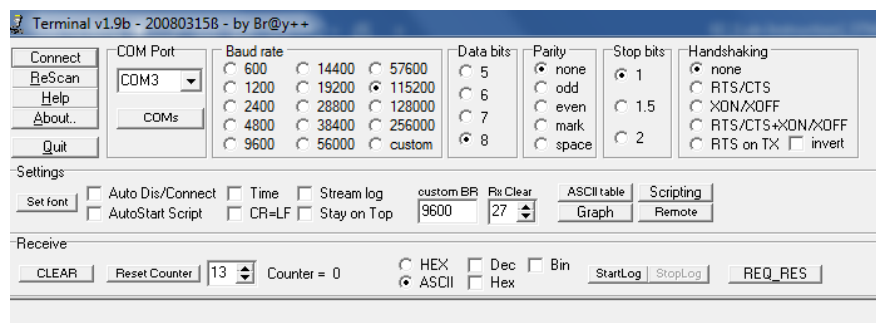 Terminal v1.9b - 20080315ß - by Br@y++
Connect
ReScan
Help
About..
Quit
COM Port
COM3
COMs
Baud rate
600 14400 57600
1200 19200 115200
2400 28800 128000
4800 38400 256000
9600 56000 custom
Data bits
5
6
7
8
Parity
none
odd
even
mark
space
Stop bits
1
1.5
2
Handshaking
none
RTS/CTS
XON/XOFF
RTS/CTS+XON/XOFF
RTS on TX invert
Settings
Set font
Auto Dis/Connect Time Stream log
AutoStart Script CR=LF Stay on Top
custom BR Rx Clear
9600 27
ASCII table Scripting
Graph Remote
Receive
CLEAR Reset Counter 13 Counter = 0
HEX Dec Bin
ASCII Hex
StartLog StopLog REQ_RES